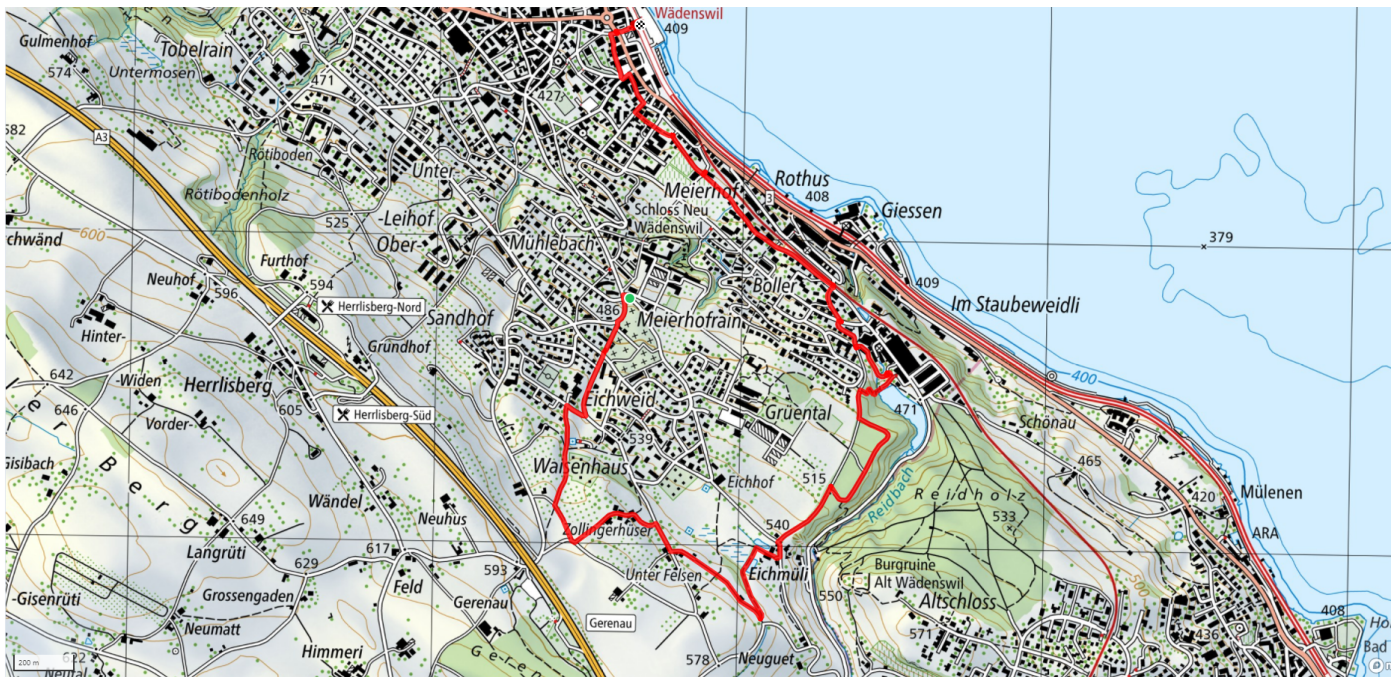 Wädenswil
409
Gulmenhof
574
Tobelrain
Untermosen
471
427
A3
582
Rötiboden
Rötibodenholz
Unter
-Leihof
Ober
525
Meierhof
Rothus
3
408
Schloss Neu
Wädenswil
Giessen
379
chwänd
600
Mühlebach
Furthof
594
Neuhof
596
Herrlisberg-Nord
Boller
409
Im Staubeweidli
486
Meierhofrain
Sandhof
Hinter-
Grundhof
642
-Widen
Herrlisberg
400
646
Vorder-
605
Herrlisberg-Süd
Eichweid
Grüental
471
Schönau
539
Berg
Gisibach
Waisenhaus
Eichhof
515
465
Mülenen
Wändel
Neuhus
Reidbach
Reidholz
420
649
Zollingerhüser
540
533
ARA
Langrüti
617
593
629
Feld
Unter Felsen
Eichmüli
Burgruine
Alt Wädenswil
500
-Gisenrüti
Grossengaden
Gerenau
550
Altschloss
408
Neumatt
Gerenau
571
436
Himmeri
578
Neuguet
Bad
622
200 m